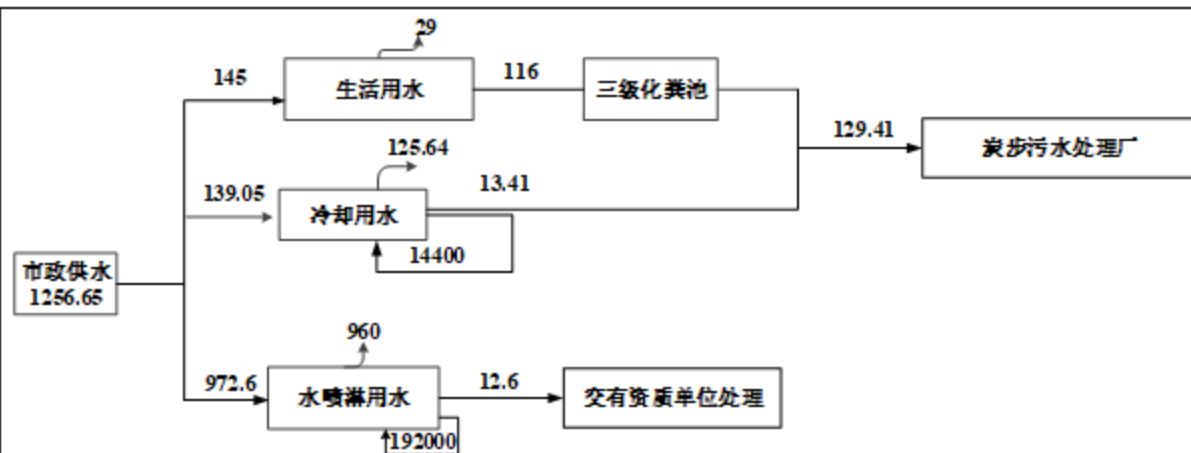 29
145
生活用水
116
三级化粪池
129.41
炭步污水处理厂
125.64
139.05
冷却用水
13.41
14400
市政供水
1256.65
960
972.6
水喷淋用水
12.6
交有资质单位处理
192000